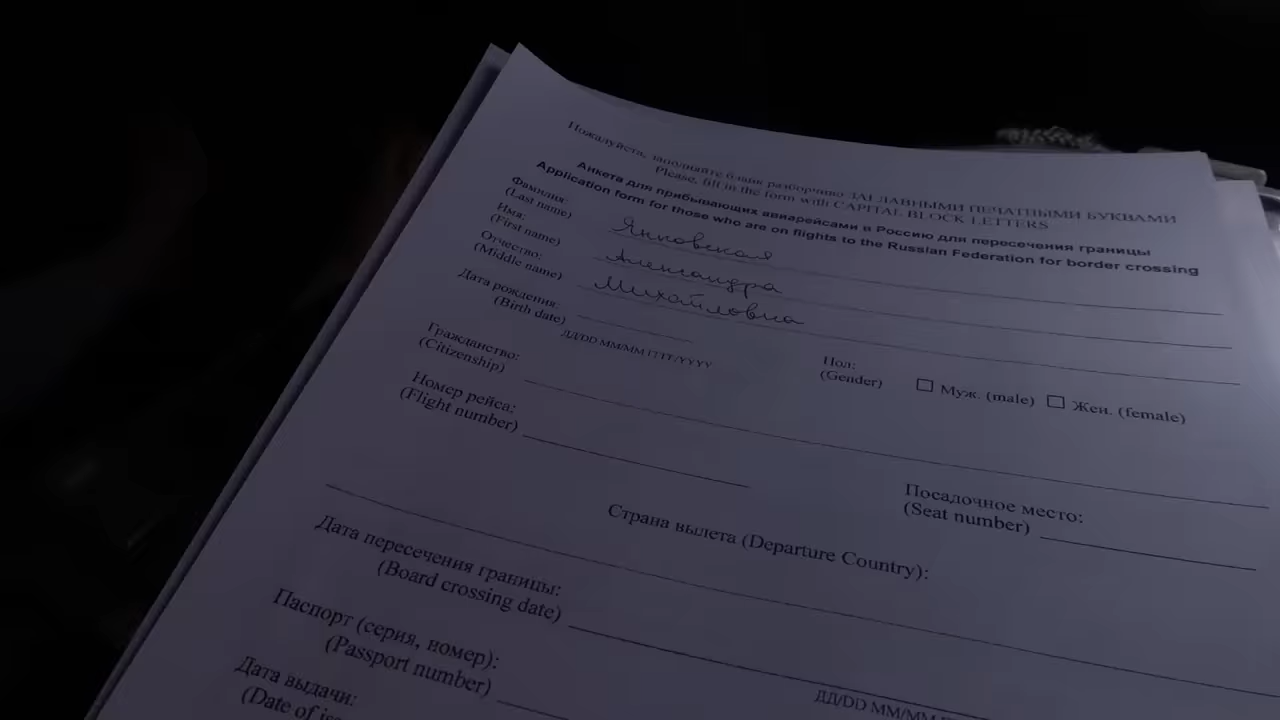 Пожалуйста, заполняйте бланк разборчиво ЗАГЛАВНЫМИ ПЕЧАТНЫМИ БУКВАМИ
Please, fill in the form with CAPITAL BLOCK LETTERS
Анкета для прибывающих авиарейсами в Россию для пересечения границы
Application form for those who are on flights to the Russian Federation for border crossing
Фамилия: Янковская
(Last name)
Имя: Александра
(First name)
Отчество: Михайловна
(Middle name)
Дата рождения:
(Birth date)
ДД/DD ММ/MM ГГГГ/YYYY
Пол:
(Gender)
Муж. (male) Жен. (female)
Гражданство:
(Citizenship)
Номер рейса:
(Flight number)
Посадочное место:
(Seat number)
Страна вылета (Departure Country):
Дата пересечения границы:
(Board crossing date)
ДД/DD ММ/MM
Паспорт (серия, номер):
(Passport number)
Дата выдачи:
(Date of is